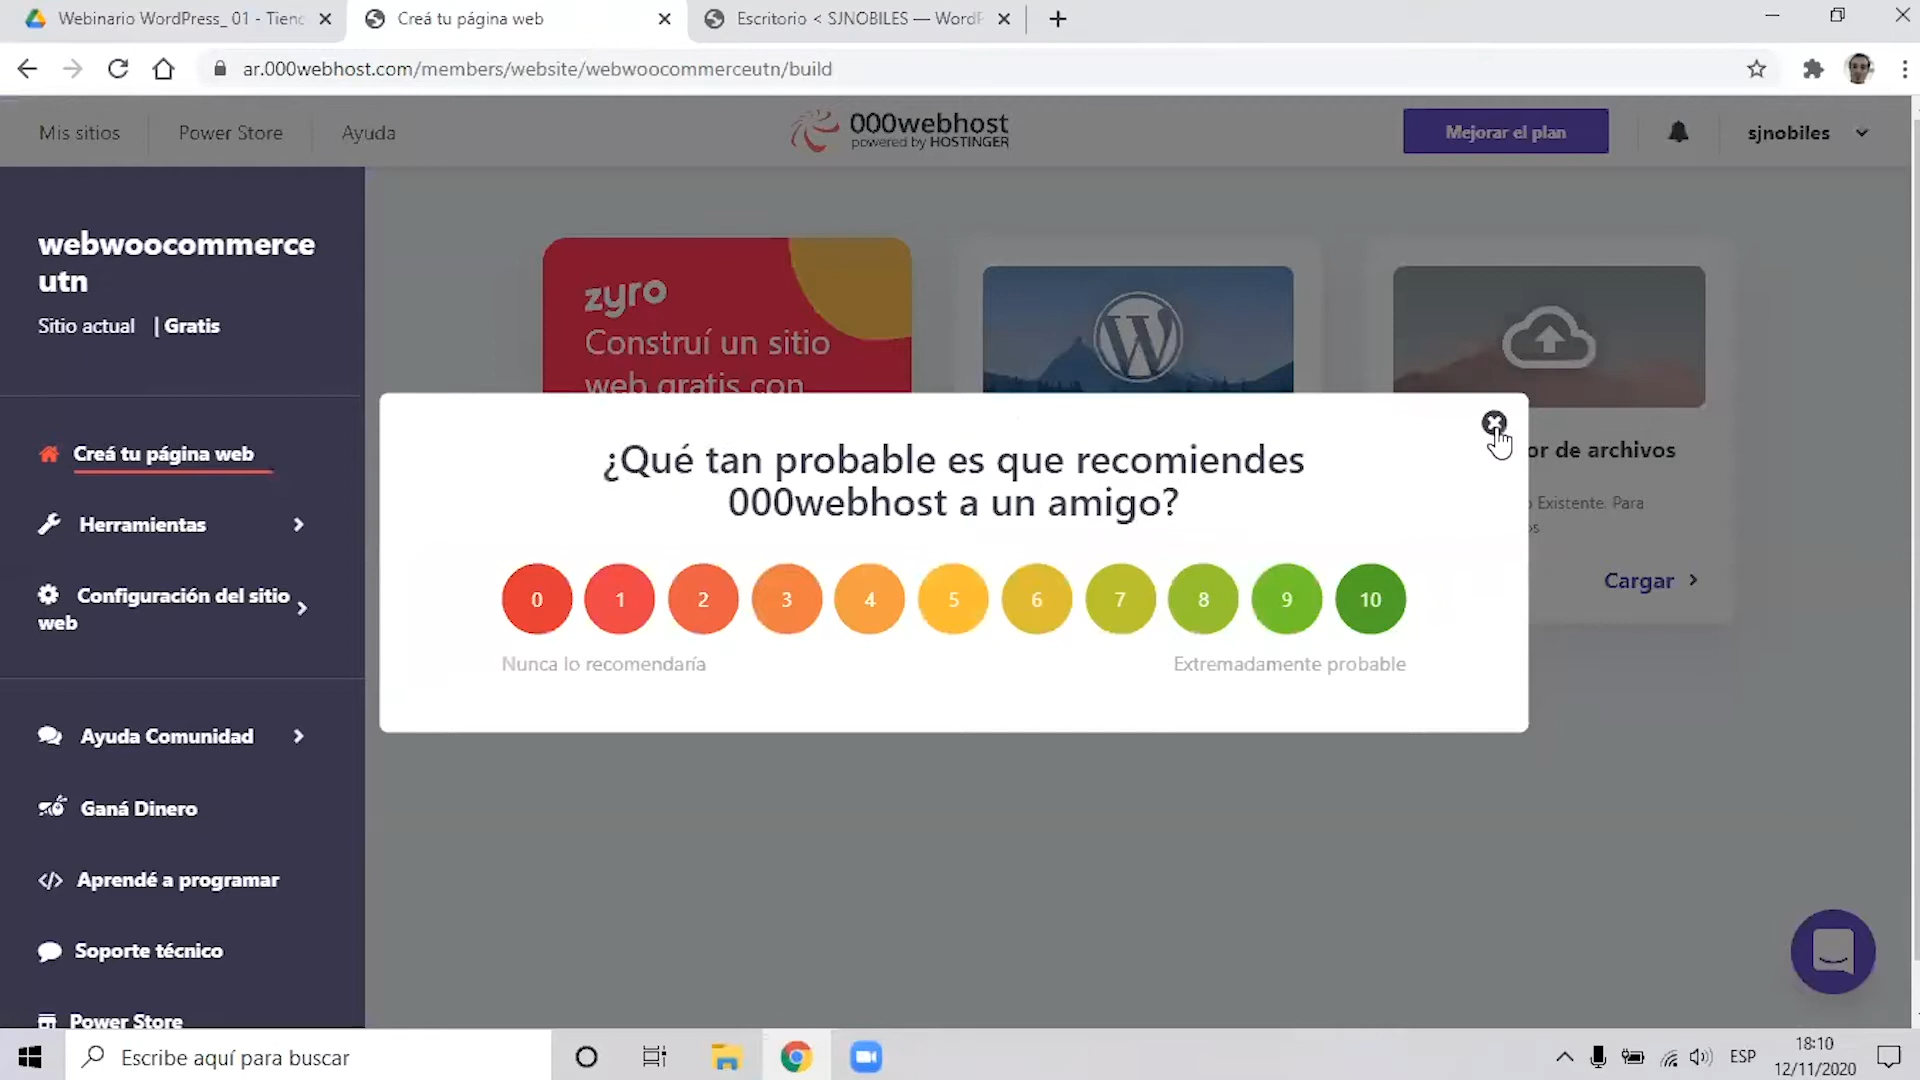 Webinario WordPress_ 01 - Tienc
Creá tu página web
Escritorio < SJNOBILES — WordP
ar.000webhost.com/members/website/webwoocommerceutn/build
Mis sitios
Power Store
Ayuda
000webhost
powered by HOSTINGER
Mejorar el plan
sjnobiles
webwoocommerce
utn
Sitio actual | Gratis
Creá tu página web
Herramientas
Configuración del sitio
web
Ayuda Comunidad
Ganá Dinero
Aprendé a programar
Soporte técnico
Power Store
zyro
Construí un sitio
web gratis con
W
or de archivos
o Existente. Para
os
Cargar
¿Qué tan probable es que recomiendes
000webhost a un amigo?
0 1 2 3 4 5 6 7 8 9 10
Nunca lo recomendaría
Extremadamente probable
Escribe aquí para buscar
ESP
18:10
12/11/2020